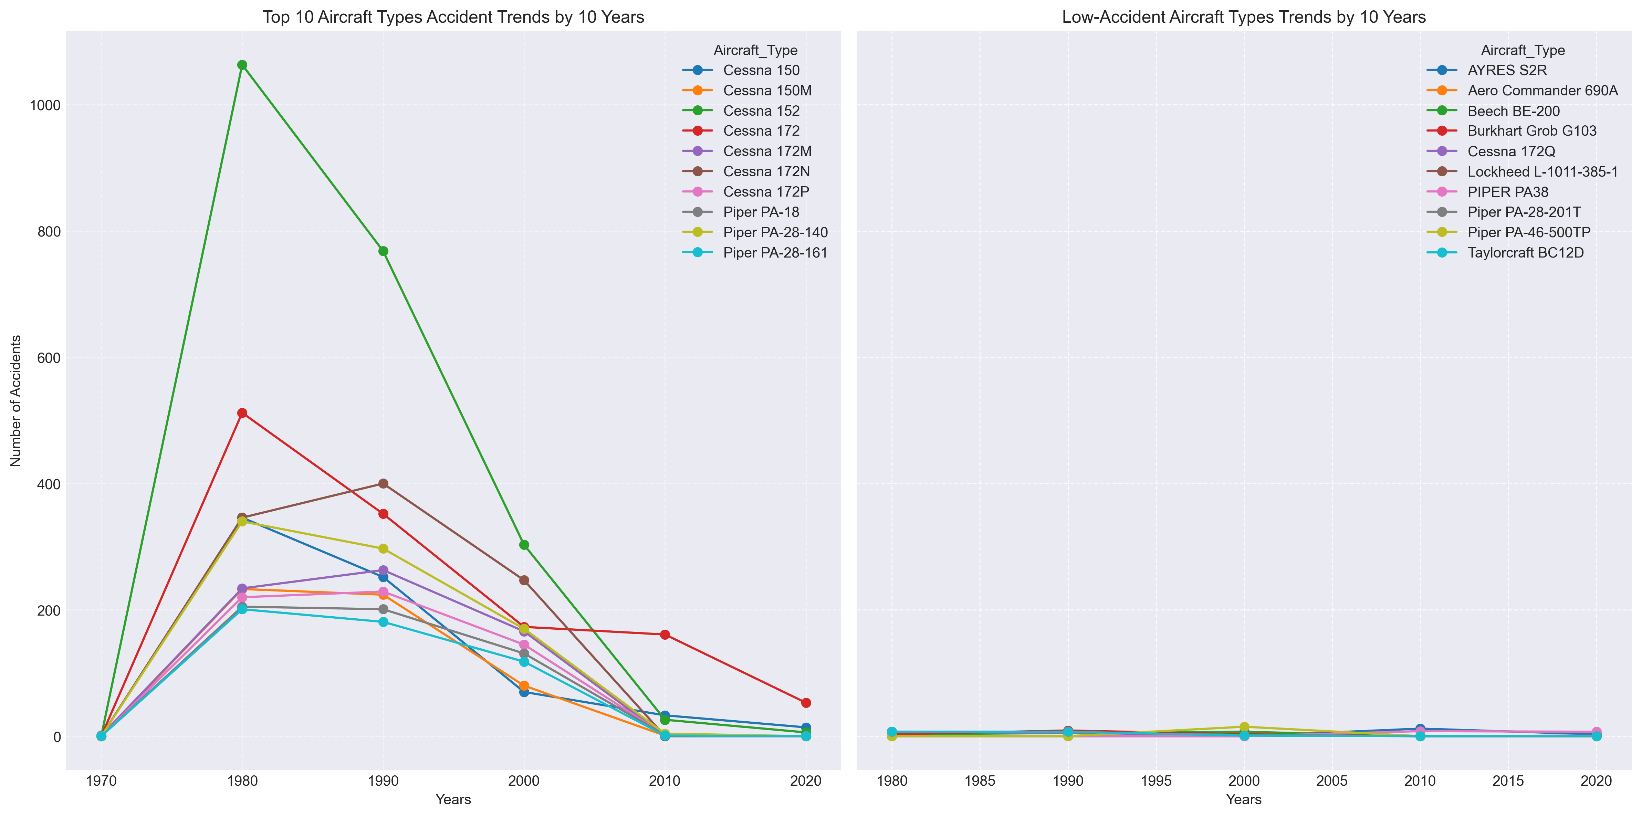 Top 10 Aircraft Types Accident Trends by 10 Years
Aircraft_Type
Cessna 150
Cessna 150M
Cessna 152
Cessna 172
Cessna 172M
Cessna 172N
Cessna 172P
Piper PA-18
Piper PA-28-140
Piper PA-28-161
Number of Accidents
1000
800
600
400
200
0
1970 1980 1990 2000 2010 2020
Years
Low-Accident Aircraft Types Trends by 10 Years
Aircraft_Type
AYRES S2R
Aero Commander 690A
Beech BE-200
Burkhart Grob G103
Cessna 172Q
Lockheed L-1011-385-1
PIPER PA38
Piper PA-28-201T
Piper PA-46-500TP
Taylorcraft BC12D
1980 1985 1990 1995 2000 2005 2010 2015 2020
Years